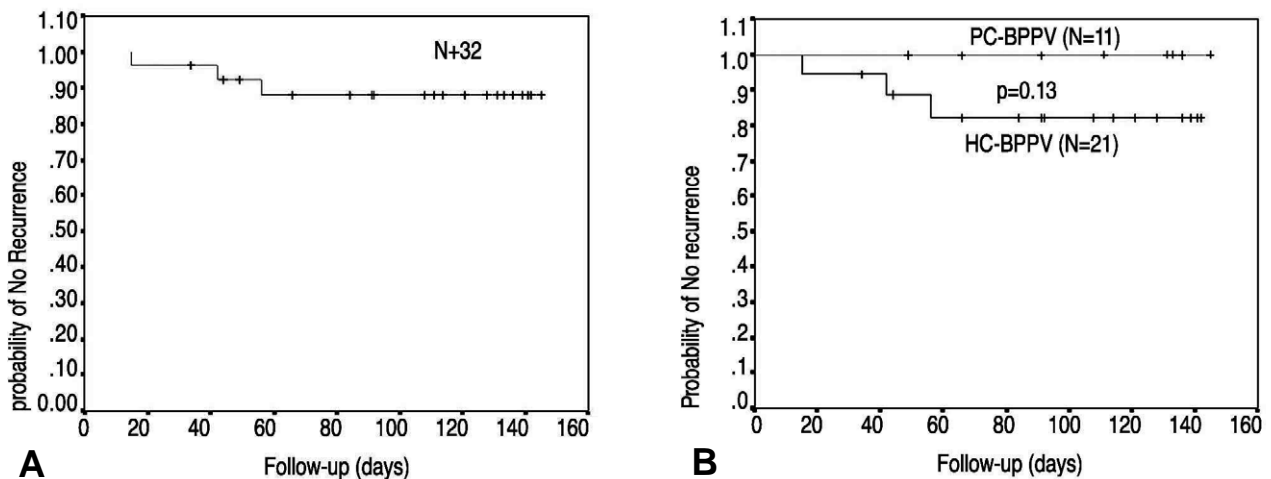 probability of No Recurrence
1.10
1.00
.90
.80
.70
.60
.50
.40
.30
.20
.10
0.00
N+32
0 20 40 60 80 100 120 140 160
Follow-up (days)
A
Probability of No recurrence
1.1
1.0
.9
.8
.7
.6
.5
.4
.3
.2
.1
.0
PC-BPPV (N=11)
p=0.13
HC-BPPV (N=21)
0 20 40 60 80 100 120 140 160
Follow-up (days)
B